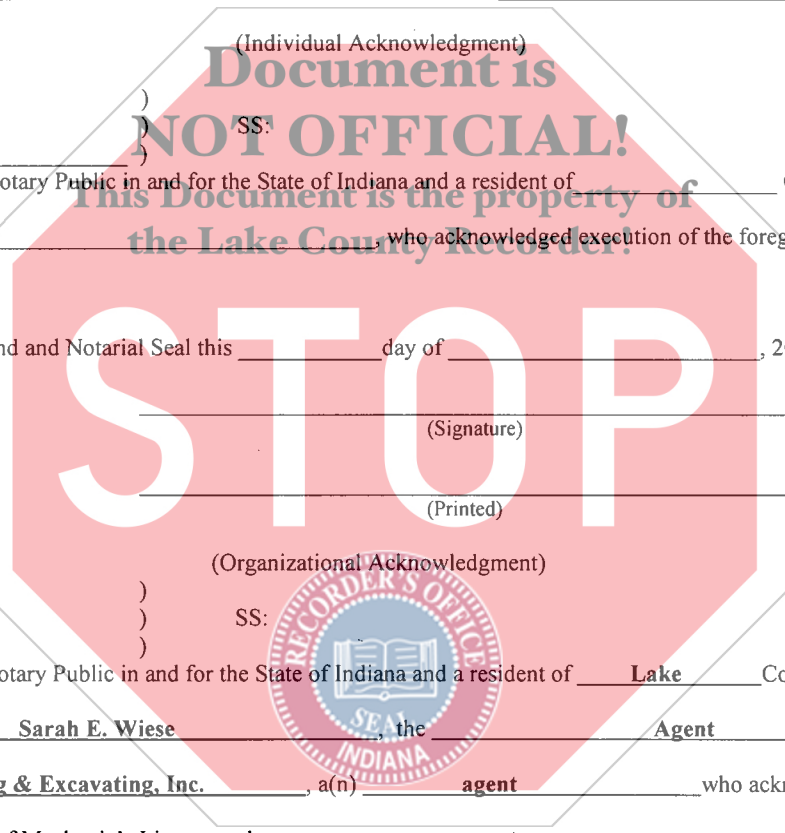 (Individual Acknowledgment)
Document is
)
) SS:
NOT OFFICIAL!
)
otary Public in and for the State of Indiana and a resident of
This Document is the property of
, who acknowledged execution of the foreg
the Lake County Recorder!
nd and Notarial Seal this day of , 2
STOP
(Signature)
(Printed)
(Organizational Acknowledgment)
)
) SS:
)
RECORDER'S OFFICE
SEAL
INDIANA
otary Public in and for the State of Indiana and a resident of Lake Co
Sarah E. Wiese , the Agent
g & Excavating, Inc. , a(n) agent who ack